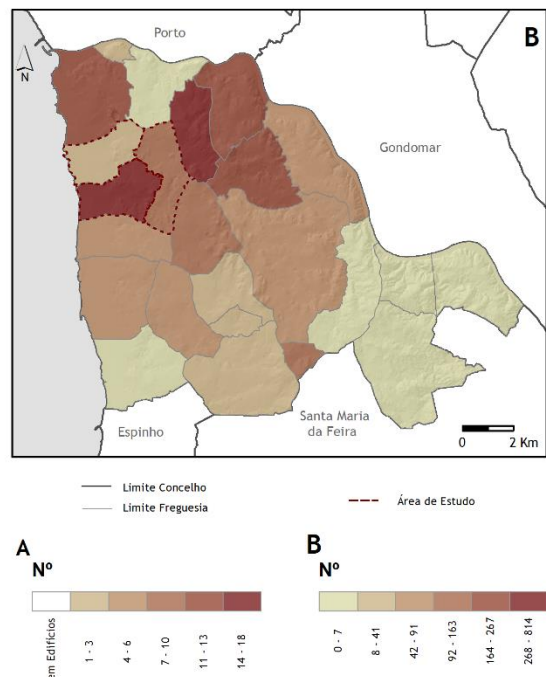 Porto
B
N
Gondomar
Espinho
Santa Maria
da Feira
0 2 Km
Limite Concelho
Limite Freguesia
Área de Estudo
A
Nº
em Edifícios
1 - 3
4 - 6
7 - 10
11 - 13
14 - 18
B
Nº
0 - 7
8 - 41
42 - 91
92 - 163
164 - 267
268 - 814